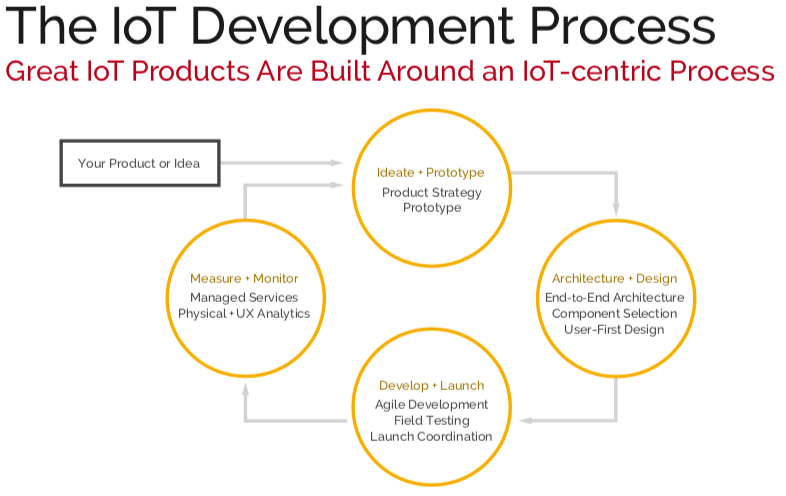 The IoT Development Process
Great IoT Products Are Built Around an IoT-centric Process
Your Product or Idea
Ideate + Prototype
Product Strategy
Prototype
Architecture + Design
End-to-End Architecture
Component Selection
User-First Design
Develop + Launch
Agile Development
Field Testing
Launch Coordination
Measure + Monitor
Managed Services
Physical + UX Analytics